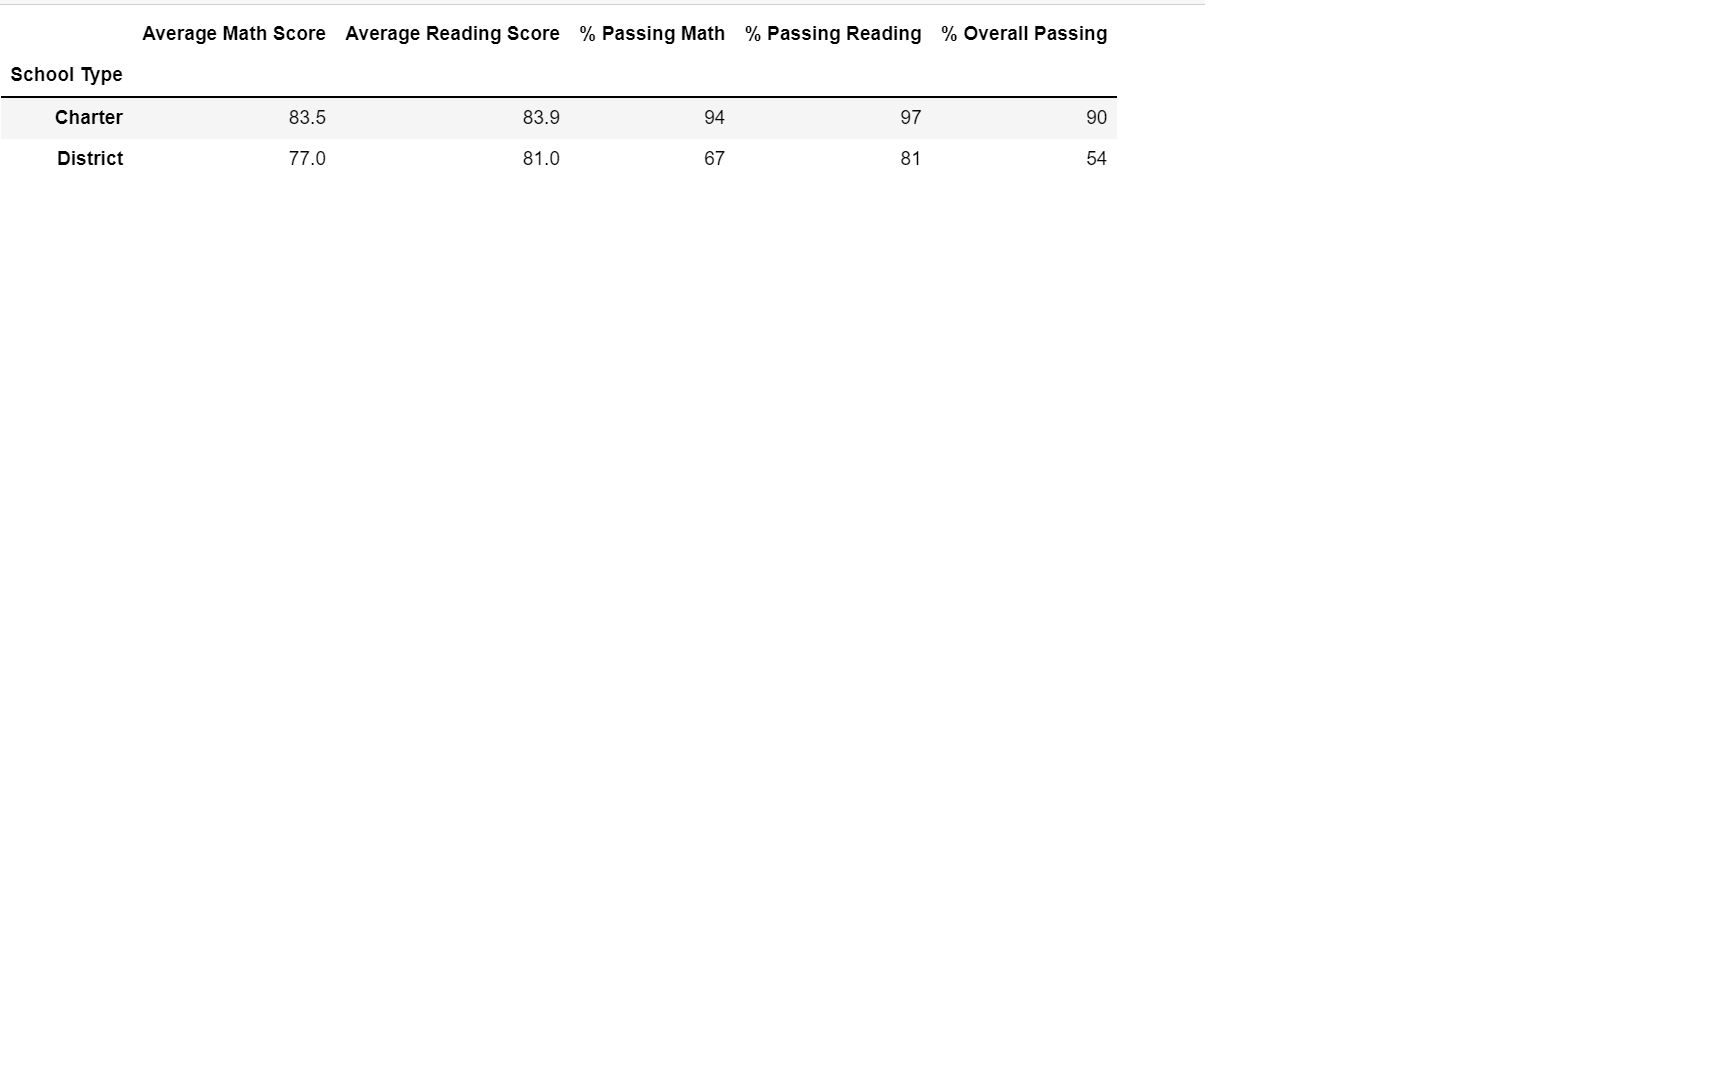 Average Math Score Average Reading Score % Passing Math % Passing Reading % Overall Passing
School Type
Charter 83.5 83.9 94 97 90
District 77.0 81.0 67 81 54